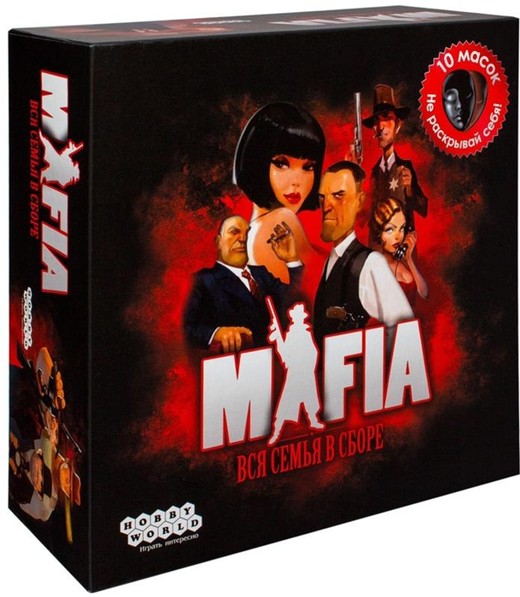 10 масок
Не раскрывай себя!
MAFIA
ВСЯ СЕМЬЯ В СБОРЕ
HOBBY
WORLD
Играть интересно
MAFIA
ВСЯ СЕМЬЯ В СБОРЕ